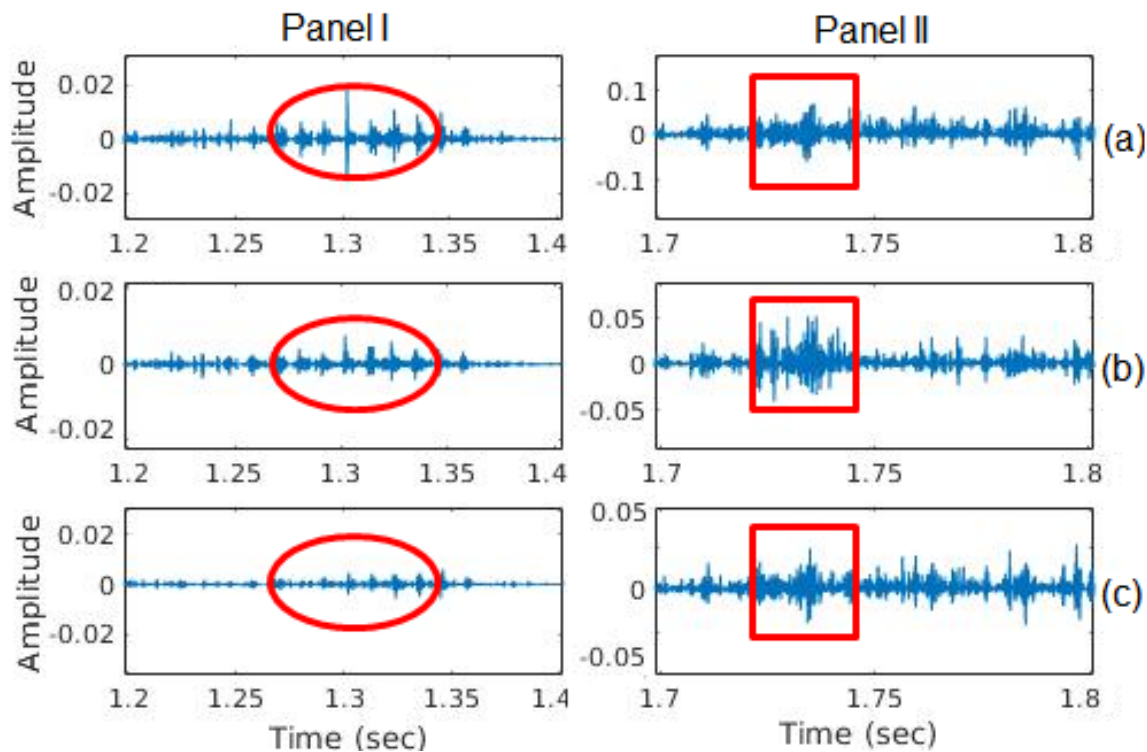 Panel I Panel II
Amplitude 0.02 0 -0.02 0.1 0 -0.1 (a)
1.2 1.25 1.3 1.35 1.4 1.7 1.75 1.8
Amplitude 0.02 0 -0.02 0.05 0 -0.05 (b)
1.2 1.25 1.3 1.35 1.4 1.7 1.75 1.8
Amplitude 0.02 0 -0.02 0.05 0 -0.05 (c)
1.2 1.25 1.3 1.35 1.4 1.7 1.75 1.8
Time (sec) Time (sec)